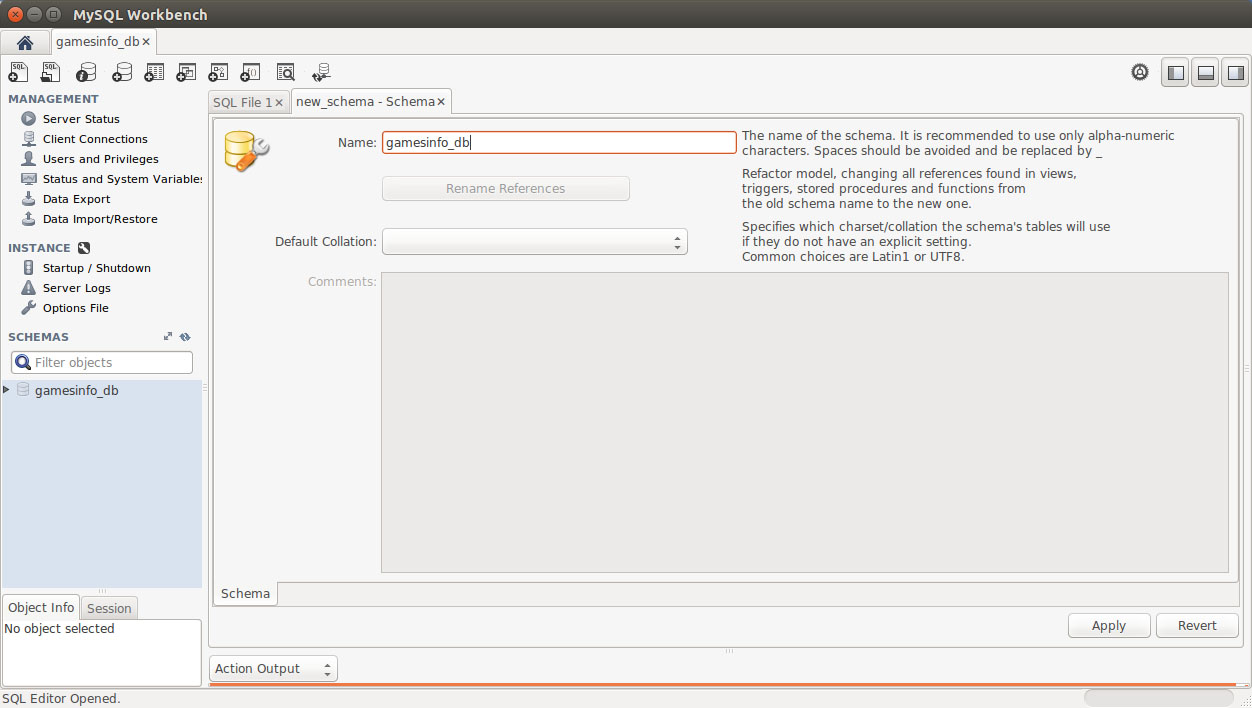 MySQL Workbench
gamesinfo_db
SQL SQL
MANAGEMENT
Server Status
Client Connections
Users and Privileges
Status and System Variables
Data Export
Data Import/Restore
INSTANCE
Startup / Shutdown
Server Logs
Options File
SCHEMAS
Filter objects
gamesinfo_db
Object Info Session
No object selected
SQL File 1 new_schema - Schema
Name: gamesinfo_db
The name of the schema. It is recommended to use only alpha-numeric
characters. Spaces should be avoided and be replaced by _
Rename References
Refactor model, changing all references found in views,
triggers, stored procedures and functions from
the old schema name to the new one.
Default Collation:
Specifies which charset/collation the schema's tables will use
if they do not have an explicit setting.
Common choices are Latin1 or UTF8.
Comments:
Schema
Apply Revert
Action Output
SQL Editor Opened.